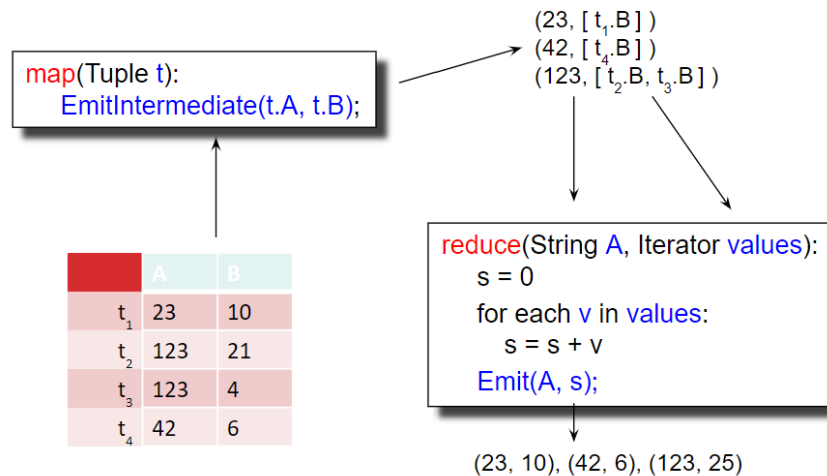 map(Tuple t):
EmitIntermediate(t.A, t.B);
(23, [ t₁.B ] )
(42, [ t₄.B ] )
(123, [ t₂.B, t₃.B ] )
A B
t₁ 23 10
t₂ 123 21
t₃ 123 4
t₄ 42 6
reduce(String A, Iterator values):
s = 0
for each v in values:
s = s + v
Emit(A, s);
(23, 10), (42, 6), (123, 25)